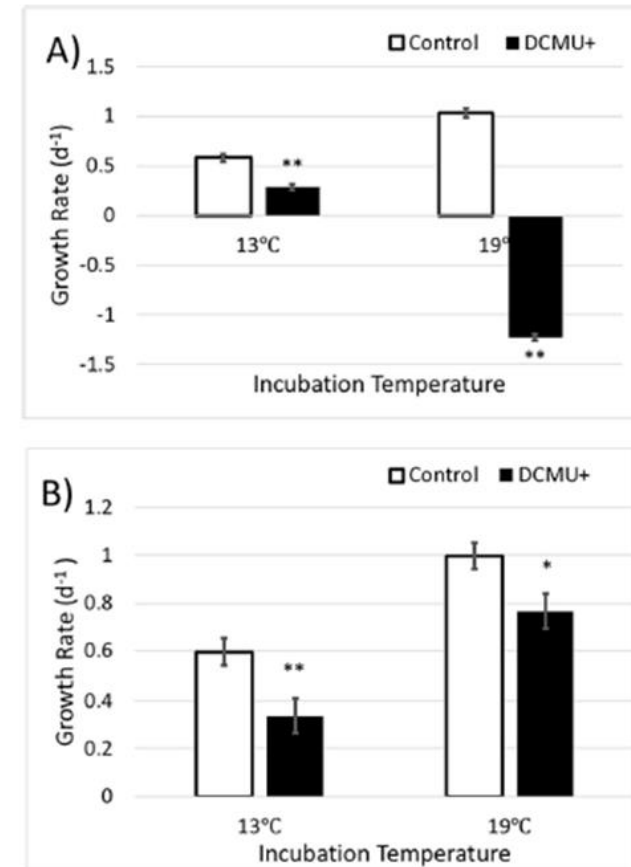 A)
Control DCMU+
1.5
1
0.5
0
-0.5
-1
-1.5
Growth Rate (d⁻¹)
**
**
13°C
19°
Incubation Temperature
B)
Control DCMU+
1.2
1
0.8
0.6
0.4
0.2
0
Growth Rate (d⁻¹)
**
*
13°C 19°C
Incubation Temperature